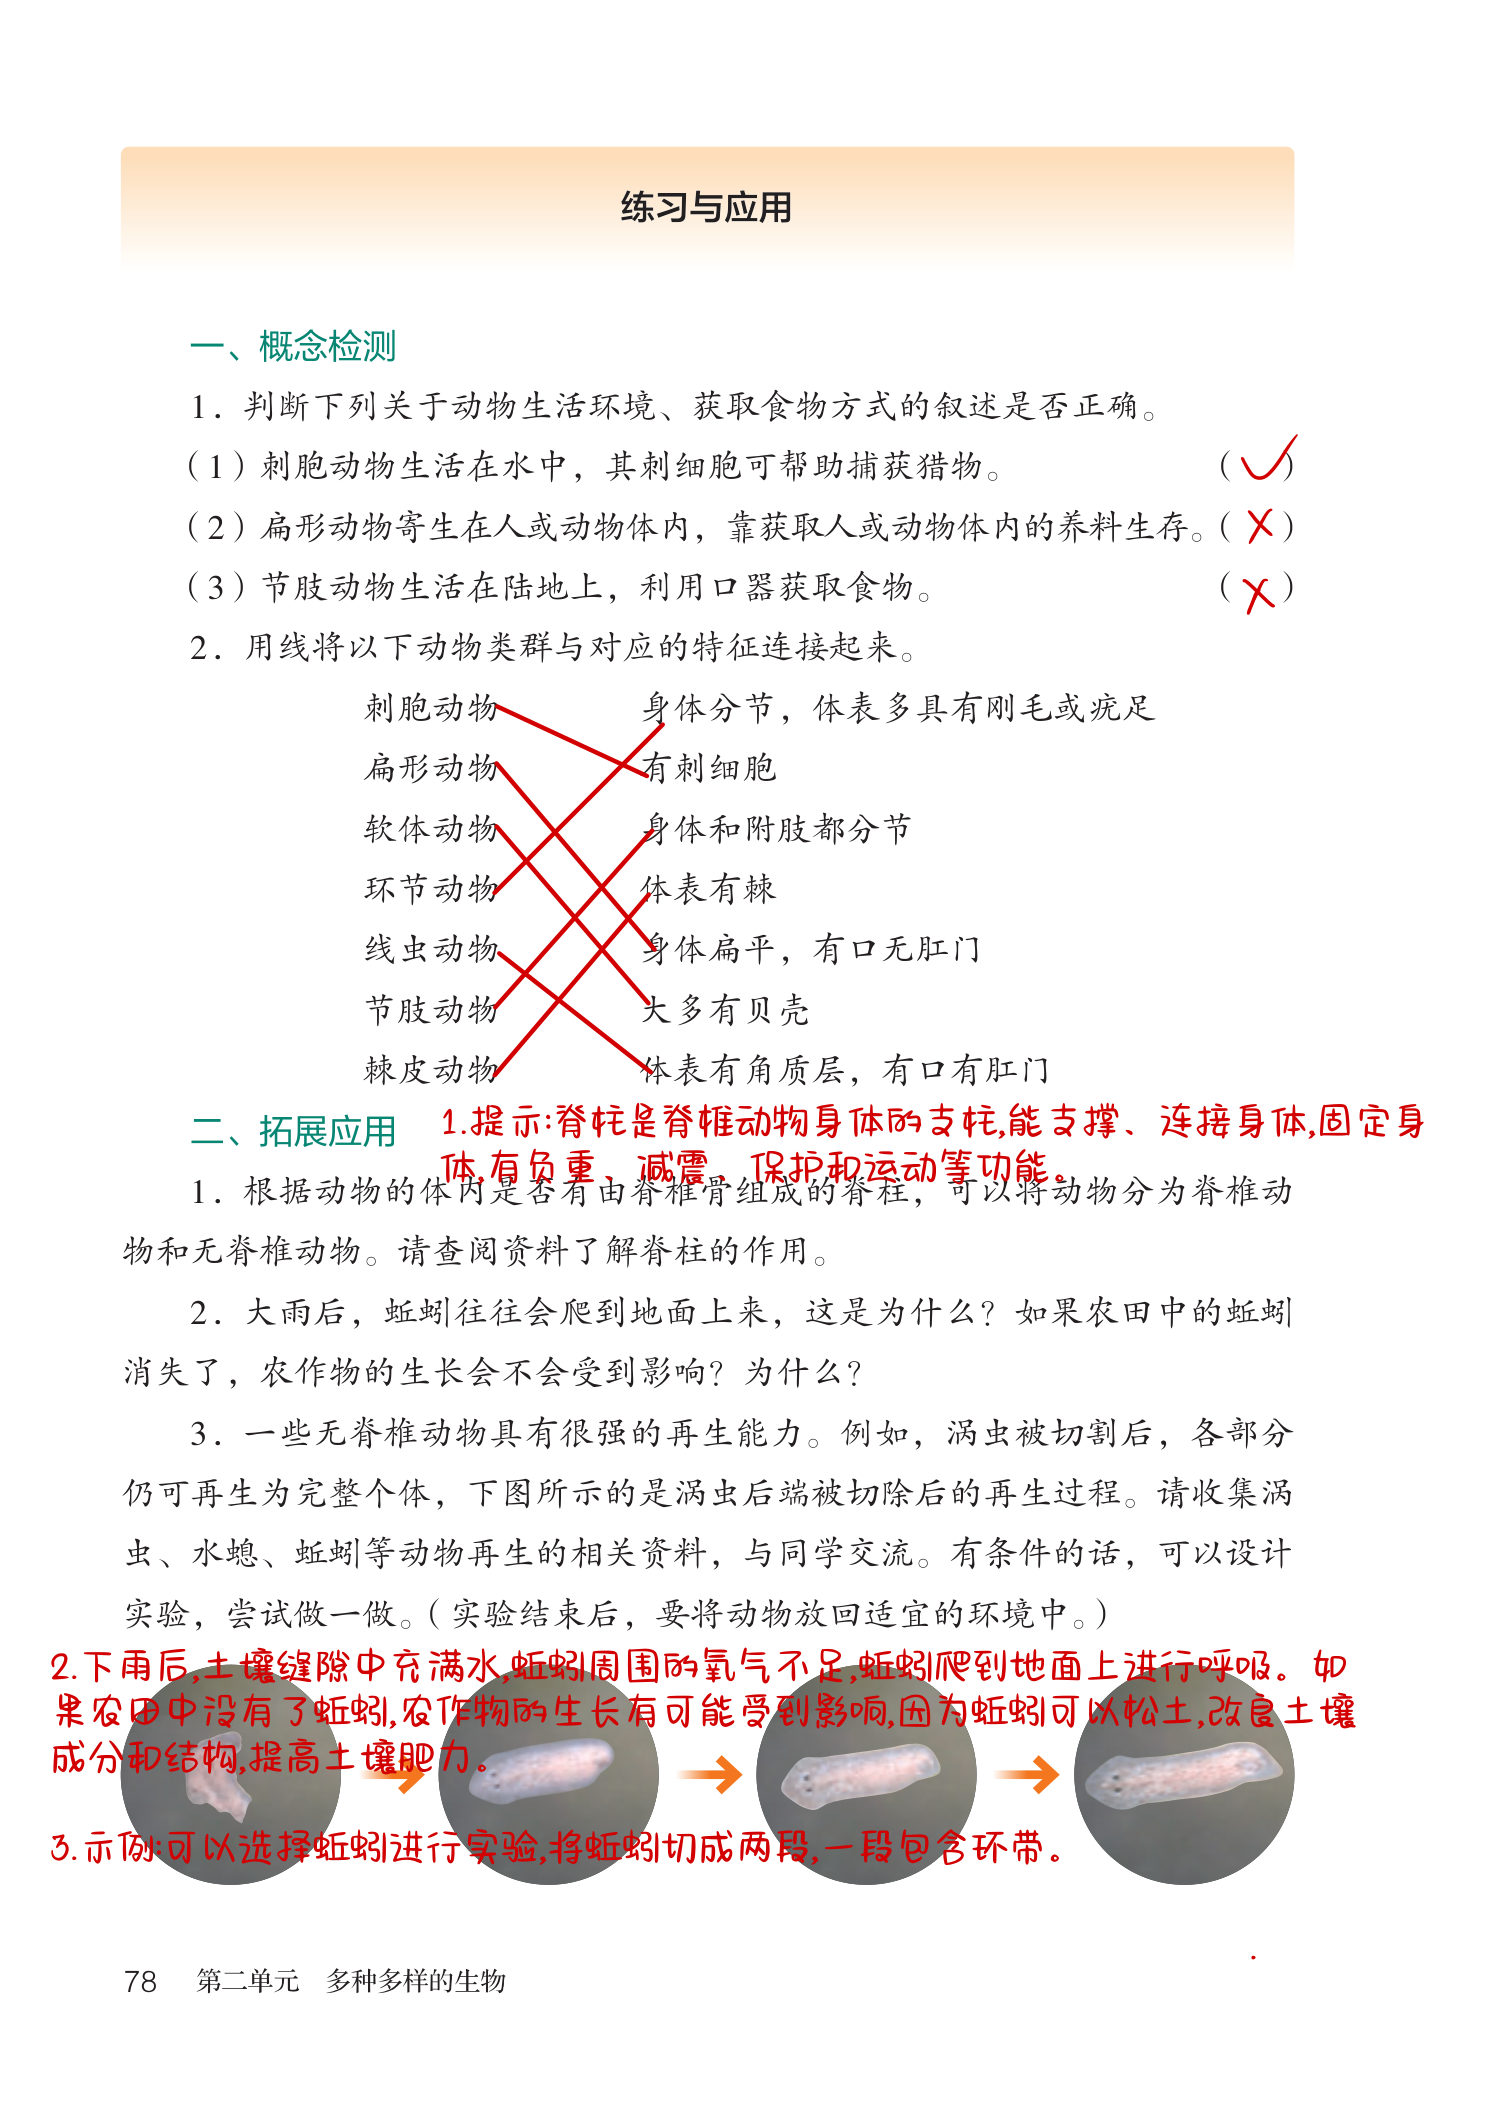 练习与应用
一、概念检测
1. 判断下列关于动物生活环境、获取食物方式的叙述是否正确。
（1）刺胞动物生活在水中，其刺细胞可帮助捕获猎物。 （✓）
（2）扁形动物寄生在人或动物体内，靠获取人或动物体内的养料生存。（✗）
（3）节肢动物生活在陆地上，利用口器获取食物。 （✗）
2. 用线将以下动物类群与对应的特征连接起来。
刺胞动物 身体分节，体表多具有刚毛或疣足
扁形动物 有刺细胞
软体动物 身体和附肢都分节
环节动物 体表有棘
线虫动物 身体扁平，有口无肛门
节肢动物 大多有贝壳
棘皮动物 体表有角质层，有口有肛门
二、拓展应用
1.提示:脊柱是脊椎动物身体的支柱,能支撑、连接身体,固定身
体,有负重、减震、保护和运动等功能。
1. 根据动物的体内是否有由脊椎骨组成的脊柱，可以将动物分为脊椎动
物和无脊椎动物。请查阅资料了解脊柱的作用。
2. 大雨后，蚯蚓往往会爬到地面上来，这是为什么？如果农田中的蚯蚓
消失了，农作物的生长会不会受到影响？为什么？
3. 一些无脊椎动物具有很强的再生能力。例如，涡虫被切割后，各部分
仍可再生为完整个体，下图所示的是涡虫后端被切除后的再生过程。请收集涡
虫、水螅、蚯蚓等动物再生的相关资料，与同学交流。有条件的话，可以设计
实验，尝试做一做。（实验结束后，要将动物放回适宜的环境中。）
2.下雨后,土壤缝隙中充满水,蚯蚓周围的氧气不足,蚯蚓爬到地面上进行呼吸。如
果农田中没有了蚯蚓,农作物的生长有可能受到影响,因为蚯蚓可以松土,改良土壤
成分和结构,提高土壤肥力。
3.示例:可以选择蚯蚓进行实验,将蚯蚓切成两段,一段包含环带。
78 第二单元 多种多样的生物